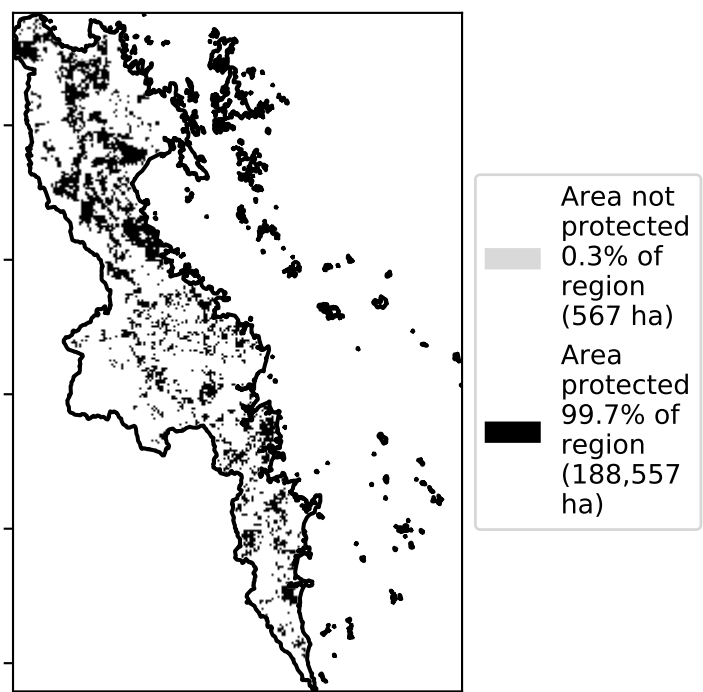 Area not
protected
0.3% of
region
(567 ha)
Area
protected
99.7% of
region
(188,557
ha)